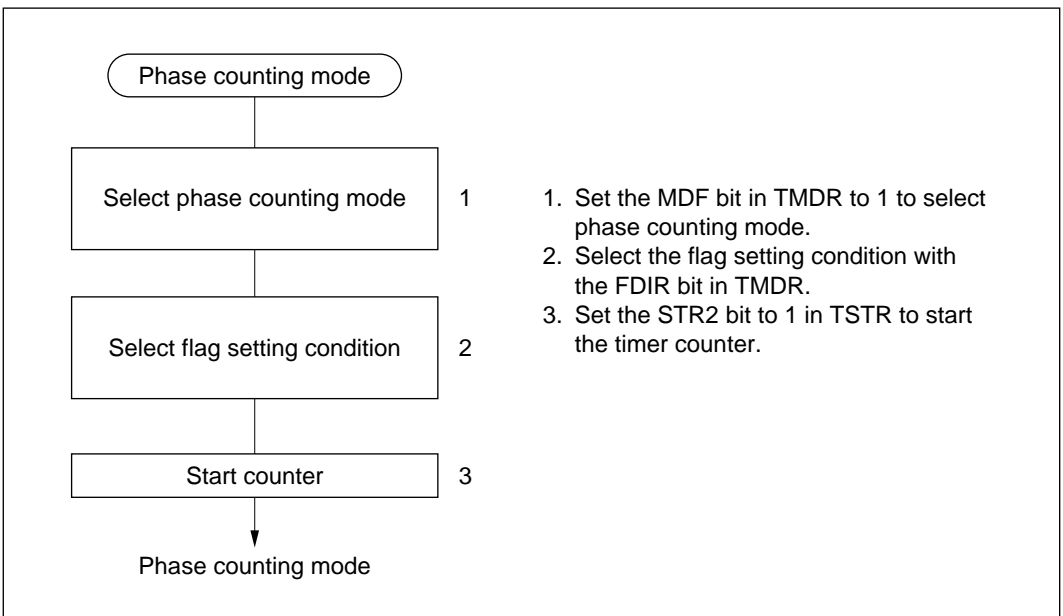 Phase counting mode
Select phase counting mode 1
Select flag setting condition 2
Start counter 3
Phase counting mode
1. Set the MDF bit in TMDR to 1 to select
phase counting mode.
2. Select the flag setting condition with
the FDIR bit in TMDR.
3. Set the STR2 bit to 1 in TSTR to start
the timer counter.